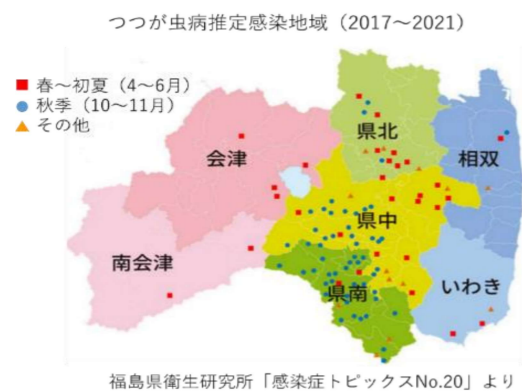 つつが虫病推定感染地域（2017～2021）
春～初夏（4～6月）
秋季（10～11月）
その他
県北
会津
相双
県中
南会津
いわき
県南
福島県衛生研究所「感染症トピックスNo.20」より